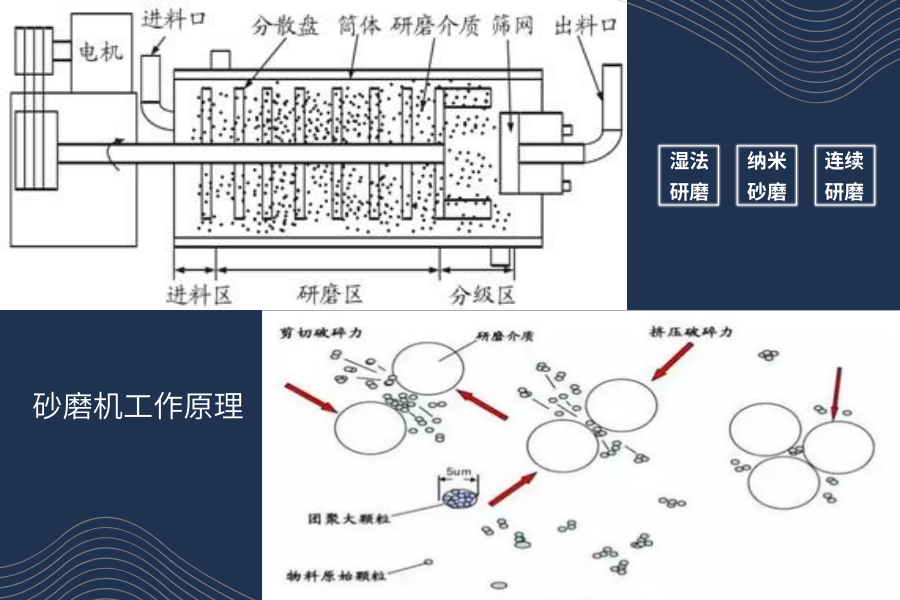 进料口
分散盘
筒体
研磨介质
筛网
出料口
电机
进料区
研磨区
分级区
湿法
研磨
纳米
砂磨
连续
研磨
砂磨机工作原理
剪切破碎力
研磨介质
挤压破碎力
5um
团聚大颗粒
物料原始颗粒